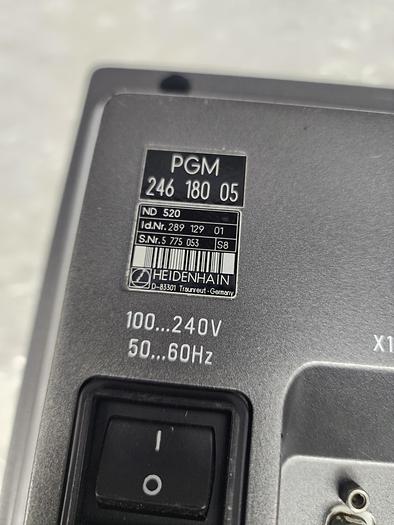 PGM
246 180 05
ND 520
Id.Nr. 289 129 01
S.Nr. 5 775 053 S8
HEIDENHAIN
D-83301 Traunreut · Germany
100...240V
50...60Hz
X1
I
O